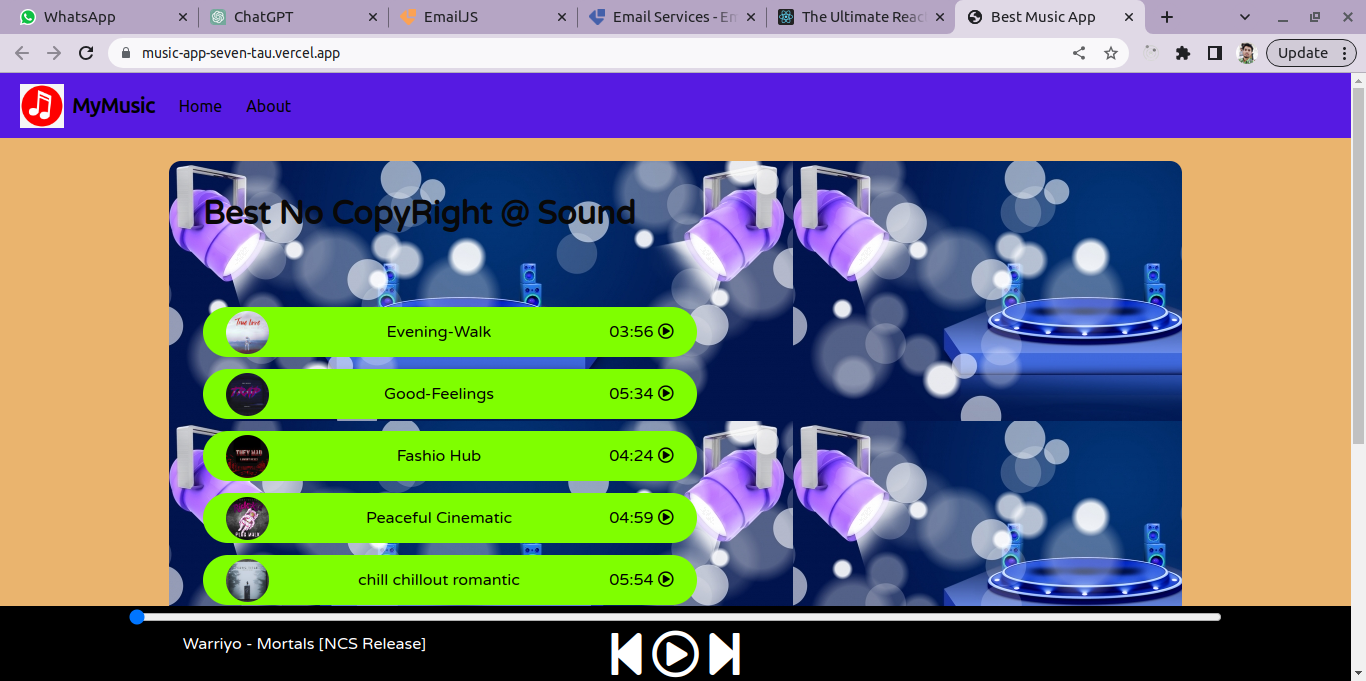 WhatsApp
ChatGPT
EmailJS
Email Services - Em
The Ultimate Reac
Best Music App
music-app-seven-tau.vercel.app
Update
MyMusic Home About
Best No CopyRight @ Sound
True love
Evening-Walk 03:56
Good-Feelings 05:34
THEY MAD
Fashio Hub 04:24
Peaceful Cinematic 04:59
chill chillout romantic 05:54
Warriyo - Mortals [NCS Release]